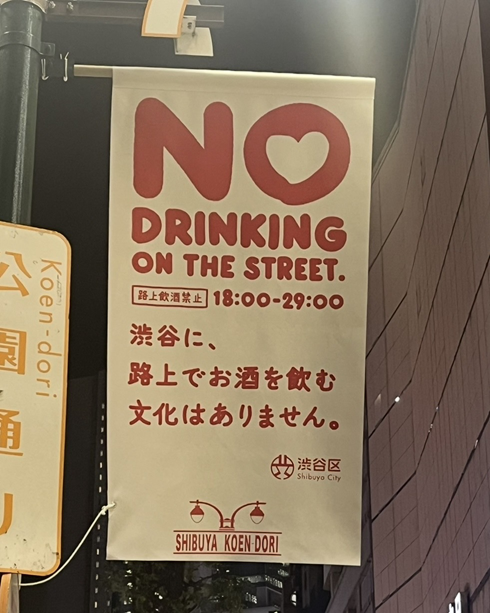 NO
DRINKING
ON THE STREET.
路上飲酒禁止 18:00-29:00
渋谷に、
路上でお酒を飲む
文化はありません。
渋谷区
Shibuya City
SHIBUYA KOEN DORI
Koen-dori
公園通り